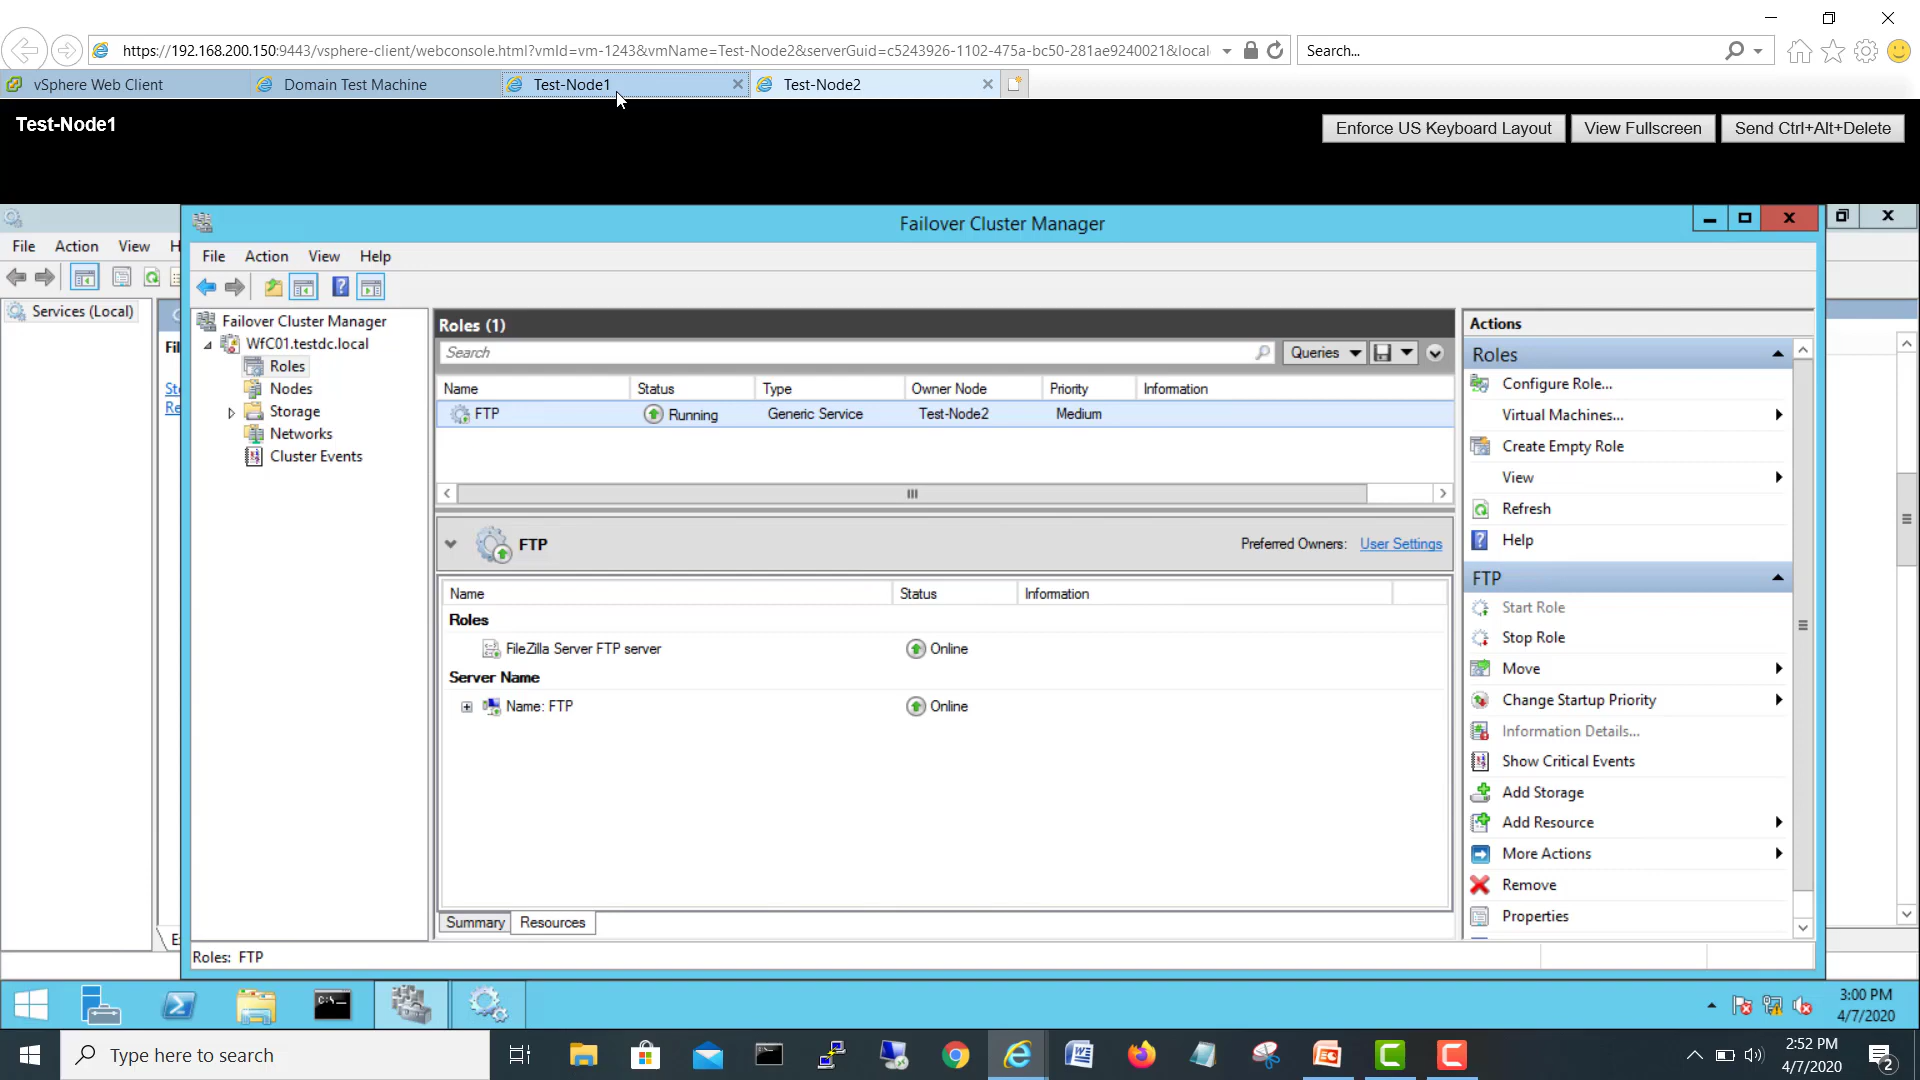 https://192.168.200.150:9443/vsphere-client/webconsole.html?vmId=vm-1243&vmName=Test-Node2&serverGuid=c5243926-1102-475a-bc50-281ae9240021&local
Search...
vSphere Web Client
Domain Test Machine
Test-Node1
Test-Node2
Test-Node1
Enforce US Keyboard Layout
View Fullscreen
Send Ctrl+Alt+Delete
Failover Cluster Manager
File Action View H
File Action View Help
Services (Local)
Fil
Failover Cluster Manager
WfC01.testdc.local
Roles
Nodes
Storage
Networks
Cluster Events
Roles (1)
Search
Queries
Name Status Type Owner Node Priority Information
FTP Running Generic Service Test-Node2 Medium
FTP
Preferred Owners: User Settings
Name Status Information
Roles
FileZilla Server FTP server Online
Server Name
Name: FTP Online
Summary Resources
Roles: FTP
Actions
Roles
Configure Role...
Virtual Machines...
Create Empty Role
View
Refresh
Help
FTP
Start Role
Stop Role
Move
Change Startup Priority
Information Details...
Show Critical Events
Add Storage
Add Resource
More Actions
Remove
Properties
3:00 PM
4/7/2020
Type here to search
2:52 PM
4/7/2020
2